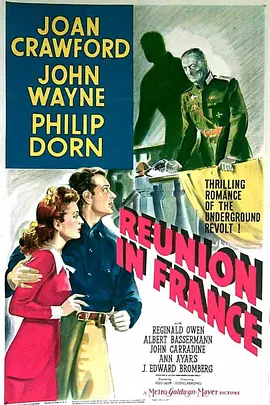 JOAN
CRAWFORD
JOHN
WAYNE
PHILIP
DORN
THRILLING
ROMANCE
OF THE
UNDERGROUND
REVOLT!
REUNION
IN FRANCE
with
REGINALD OWEN
ALBERT BASSERMANN
JOHN CARRADINE
ANN AYARS
J. EDWARD BROMBERG
A Metro-Goldwyn-Mayer PICTURE